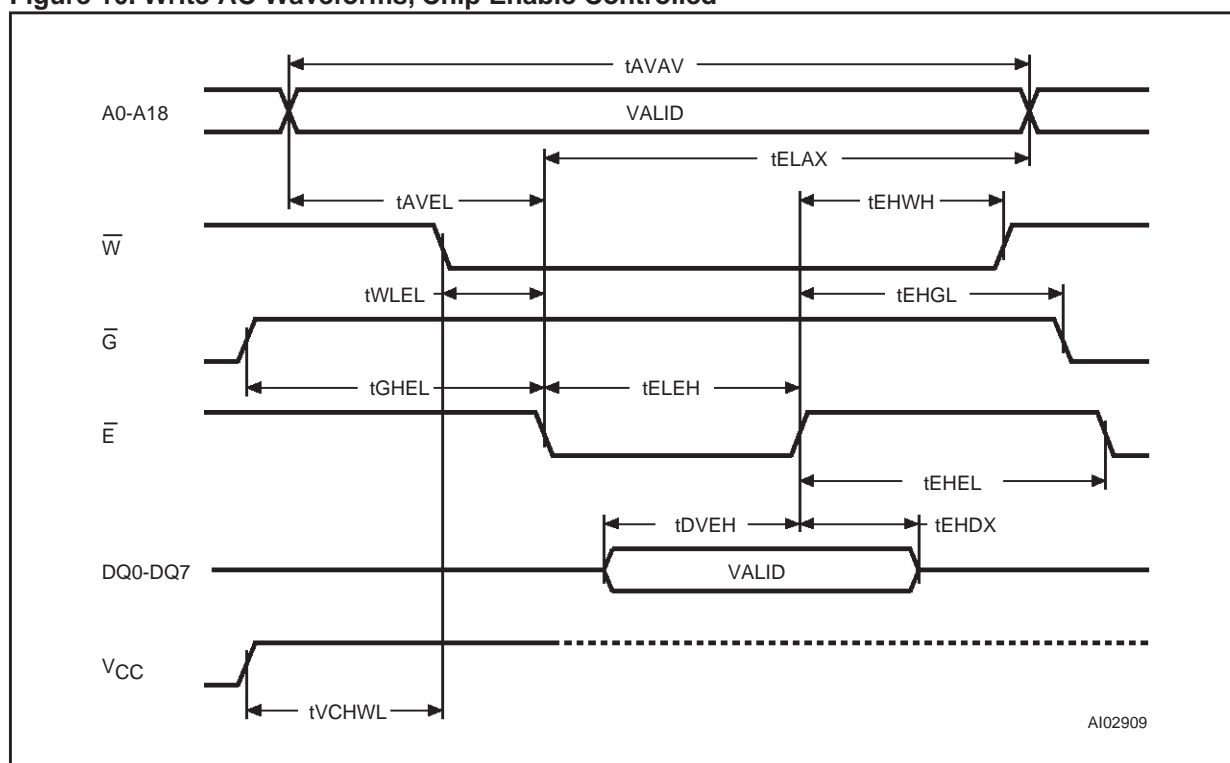 Figure 10. Write AC Waveforms, Chip Enable Controlled
tAVAV
A0-A18
VALID
tELAX
tAVEL
tEHWH
W
tWLEL
tEHGL
G
tGHEL
tELEH
E
tEHEL
tDVEH
tEHDX
DQ0-DQ7
VALID
VCC
tVCHWL
AI02909